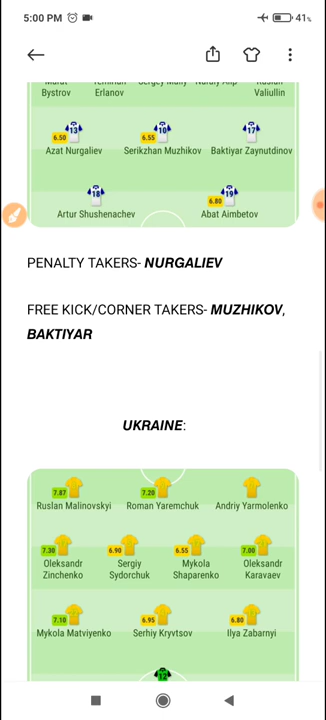 5:00 PM 41%
Bystrov Erlanov Valiullin
13 10 17
6.50 6.55
Azat Nurgaliev Serikzhan Muzhikov Baktiyar Zaynutdinov
18 19
6.80
Artur Shushenachev Abat Aimbetov
PENALTY TAKERS- NURGALIEV
FREE KICK/CORNER TAKERS- MUZHIKOV,
BAKTIYAR
UKRAINE:
7.87 7.20
Ruslan Malinovskyi Roman Yaremchuk Andriy Yarmolenko
7.30 6.90 6.55 7.00
Oleksandr Sergiy Mykola Oleksandr
Zinchenko Sydorchuk Shaparenko Karavaev
7.10 6.95 6.80
Mykola Matviyenko Serhiy Kryvtsov Ilya Zabarnyi
12